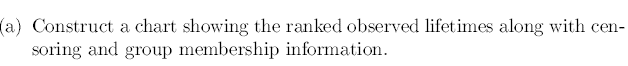 (a) Construct a chart showing the ranked observed lifetimes along with cen-
soring and group membership information.